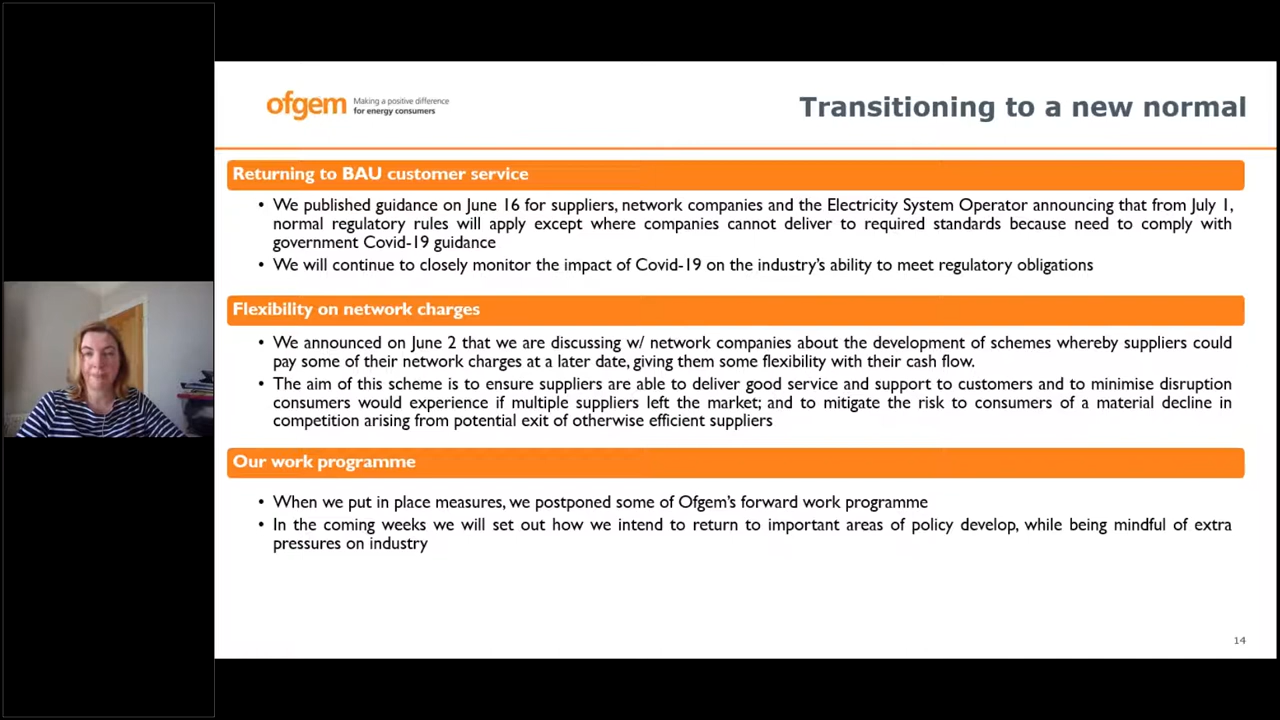 ofgem Making a positive difference
for energy consumers
Transitioning to a new normal
Returning to BAU customer service
• We published guidance on June 16 for suppliers, network companies and the Electricity System Operator announcing that from July 1,
normal regulatory rules will apply except where companies cannot deliver to required standards because need to comply with
government Covid-19 guidance
• We will continue to closely monitor the impact of Covid-19 on the industry's ability to meet regulatory obligations
Flexibility on network charges
• We announced on June 2 that we are discussing w/ network companies about the development of schemes whereby suppliers could
pay some of their network charges at a later date, giving them some flexibility with their cash flow.
• The aim of this scheme is to ensure suppliers are able to deliver good service and support to customers and to minimise disruption
consumers would experience if multiple suppliers left the market; and to mitigate the risk to consumers of a material decline in
competition arising from potential exit of otherwise efficient suppliers
Our work programme
• When we put in place measures, we postponed some of Ofgem's forward work programme
• In the coming weeks we will set out how we intend to return to important areas of policy develop, while being mindful of extra
pressures on industry
14